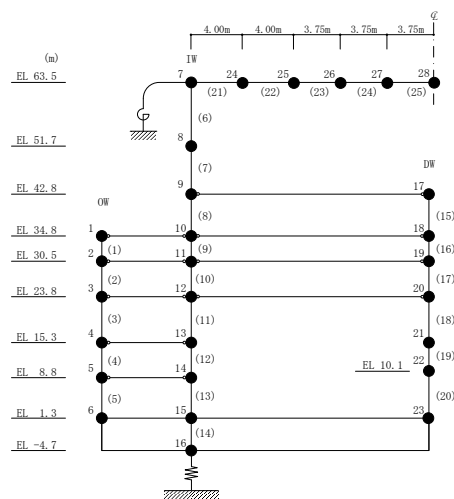 ℄
4.00m 4.00m 3.75m 3.75m 3.75m
(m) IW
EL 63.5 7 24 25 26 27 28
(21) (22) (23) (24) (25)
(6)
EL 51.7 8
(7) DW
EL 42.8 9 17
OW (8) (15)
EL 34.8 1 10 18
(1) (9) (16)
EL 30.5 2 11 19
(2) (10) (17)
EL 23.8 3 12 20
(3) (11) (18)
EL 15.3 4 13 21
(4) (12) (19)
EL 8.8 5 14 EL 10.1 22
(5) (13) (20)
EL 1.3 6 15 23
(14)
EL -4.7 16